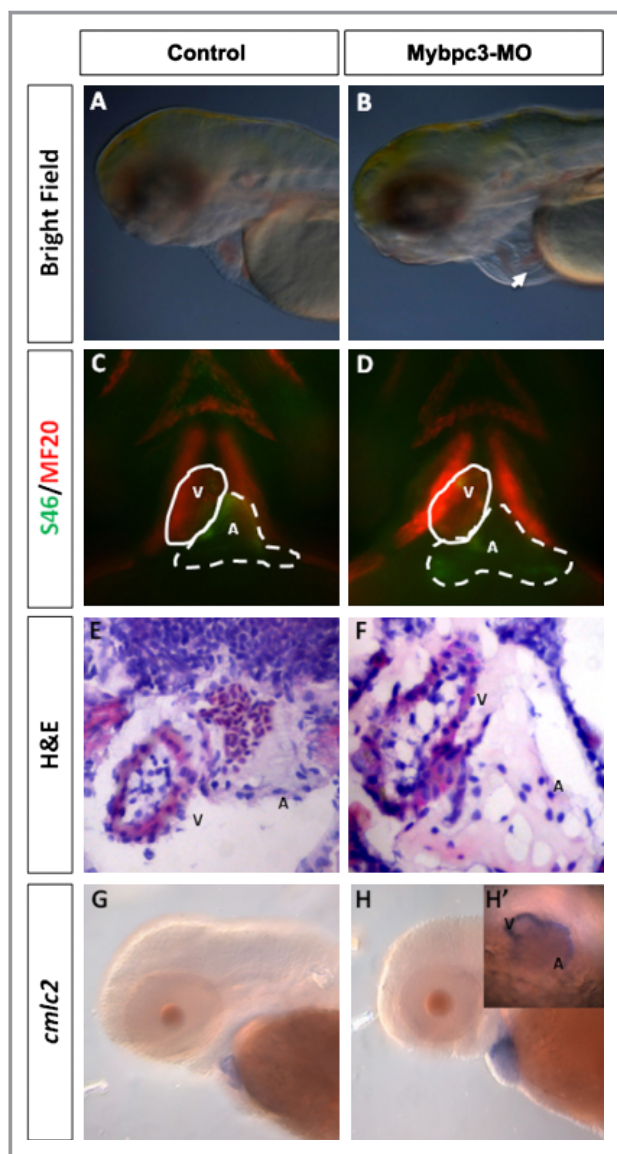 Control
Mybpc3-MO
Bright Field
A
B
S46/MF20
C
V
A
D
V
A
H&E
E
V
A
F
V
A
cmlc2
G
H
H′
V
A